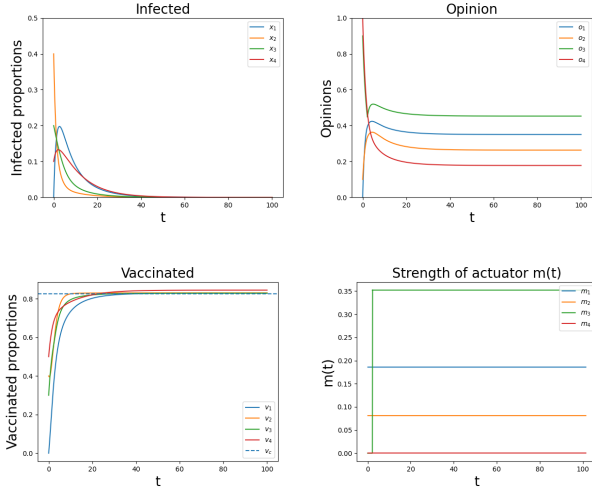 Infected
Infected proportions
0.5
0.4
0.3
0.2
0.1
0.0
0
20
40
60
80
100
t
x₁
x₂
x₃
x₄
Opinion
Opinions
1.0
0.8
0.6
0.4
0.2
0.0
0
20
40
60
80
100
t
o₁
o₂
o₃
o₄
Vaccinated
Vaccinated proportions
0.8
0.6
0.4
0.2
0.0
0
20
40
60
80
100
t
v₁
v₂
v₃
v₄
v꜀
Strength of actuator m(t)
m(t)
0.35
0.30
0.25
0.20
0.15
0.10
0.05
0.00
0
20
40
60
80
100
t
m₁
m₂
m₃
m₄